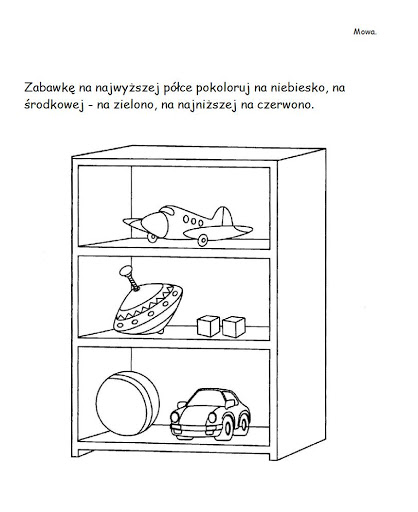 Mowa.
Zabawkę na najwyższej półce pokoloruj na niebiesko, na
środkowej - na zielono, na najniższej na czerwono.